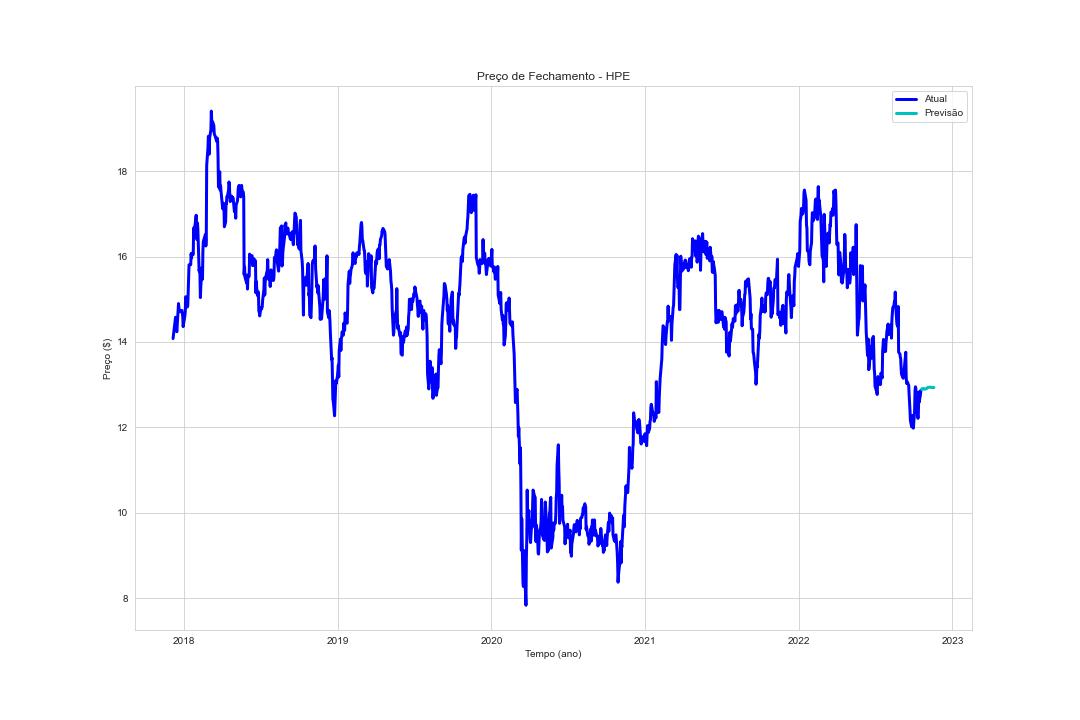 Preço de Fechamento - HPE
Atual
Previsão
18
16
14
12
10
8
Preço ($)
2018
2019
2020
2021
2022
2023
Tempo (ano)